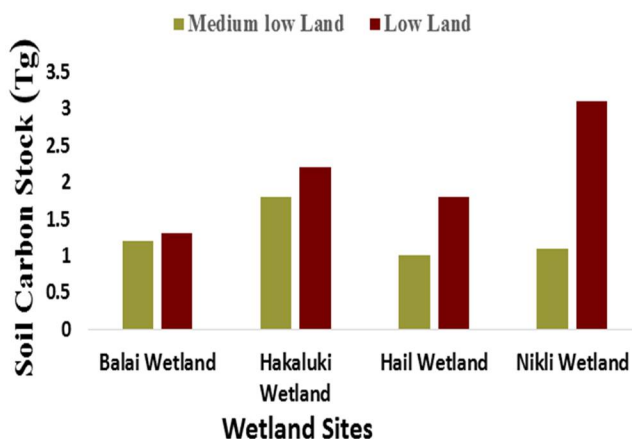 Medium low Land Low Land
Soil Carbon Stock (Tg)
3.5
3
2.5
2
1.5
1
0.5
0
Balai Wetland Hakaluki Wetland Hail Wetland Nikli Wetland
Wetland Sites